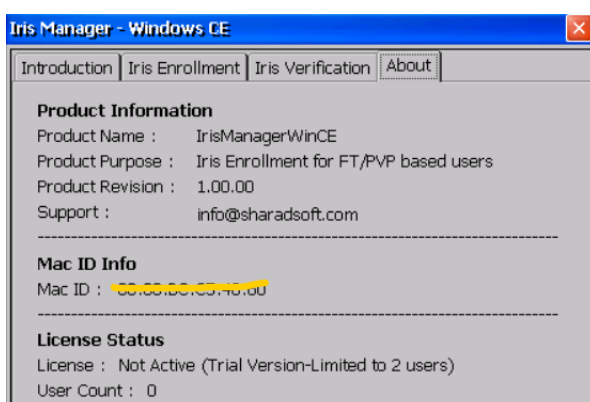 Iris Manager - Windows CE
Introduction Iris Enrollment Iris Verification About
Product Information
Product Name : IrisManagerWinCE
Product Purpose : Iris Enrollment for FT/PVP based users
Product Revision : 1.00.00
Support : info@sharadsoft.com
Mac ID Info
Mac ID :
License Status
License : Not Active (Trial Version-Limited to 2 users)
User Count : 0